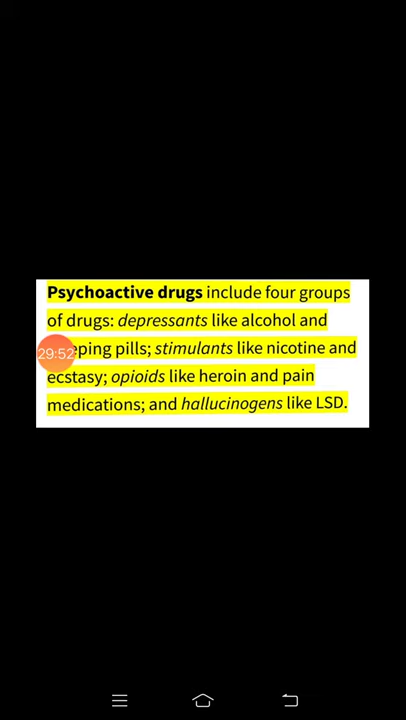 Psychoactive drugs include four groups
of drugs: depressants like alcohol and
29:52
ping pills; stimulants like nicotine and
ecstasy; opioids like heroin and pain
medications; and hallucinogens like LSD.